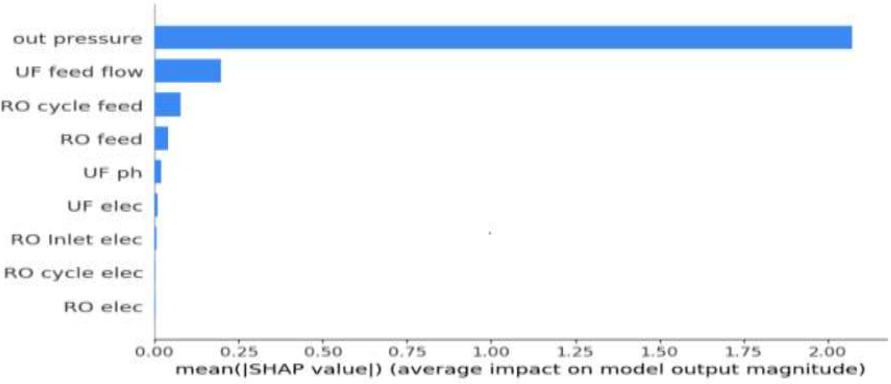 out pressure
UF feed flow
RO cycle feed
RO feed
UF ph
UF elec
RO Inlet elec
RO cycle elec
RO elec
0.00 0.25 0.50 0.75 1.00 1.25 1.50 1.75 2.00
mean(|SHAP value|) (average impact on model output magnitude)